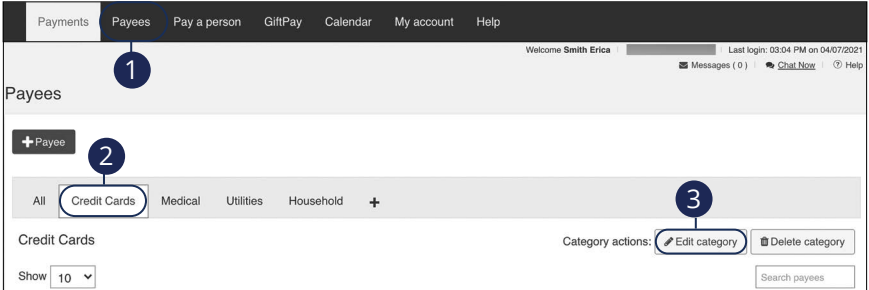 Payments Payees Pay a person GiftPay Calendar My account Help
1
Welcome Smith Erica Last login: 03:04 PM on 04/07/2021
Messages ( 0 ) Chat Now Help
Payees
+ Payee
2
All Credit Cards Medical Utilities Household +
3
Credit Cards Category actions: Edit category Delete category
Show 10 Search payees